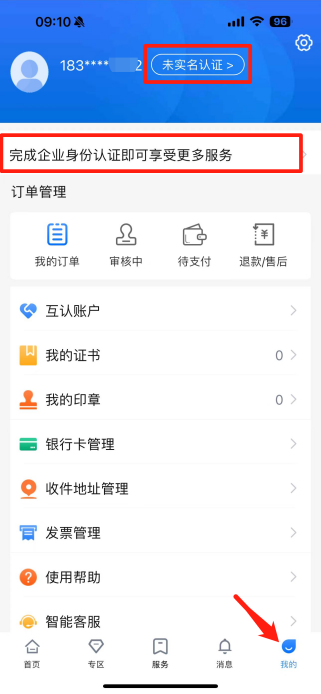 09:10
96
183****2
未实名认证 >
完成企业身份认证即可享受更多服务
订单管理
我的订单 审核中 待支付 退款/售后
互认账户
我的证书 0
我的印章 0
银行卡管理
收件地址管理
发票管理
使用帮助
智能客服
首页 专区 服务 消息 我的